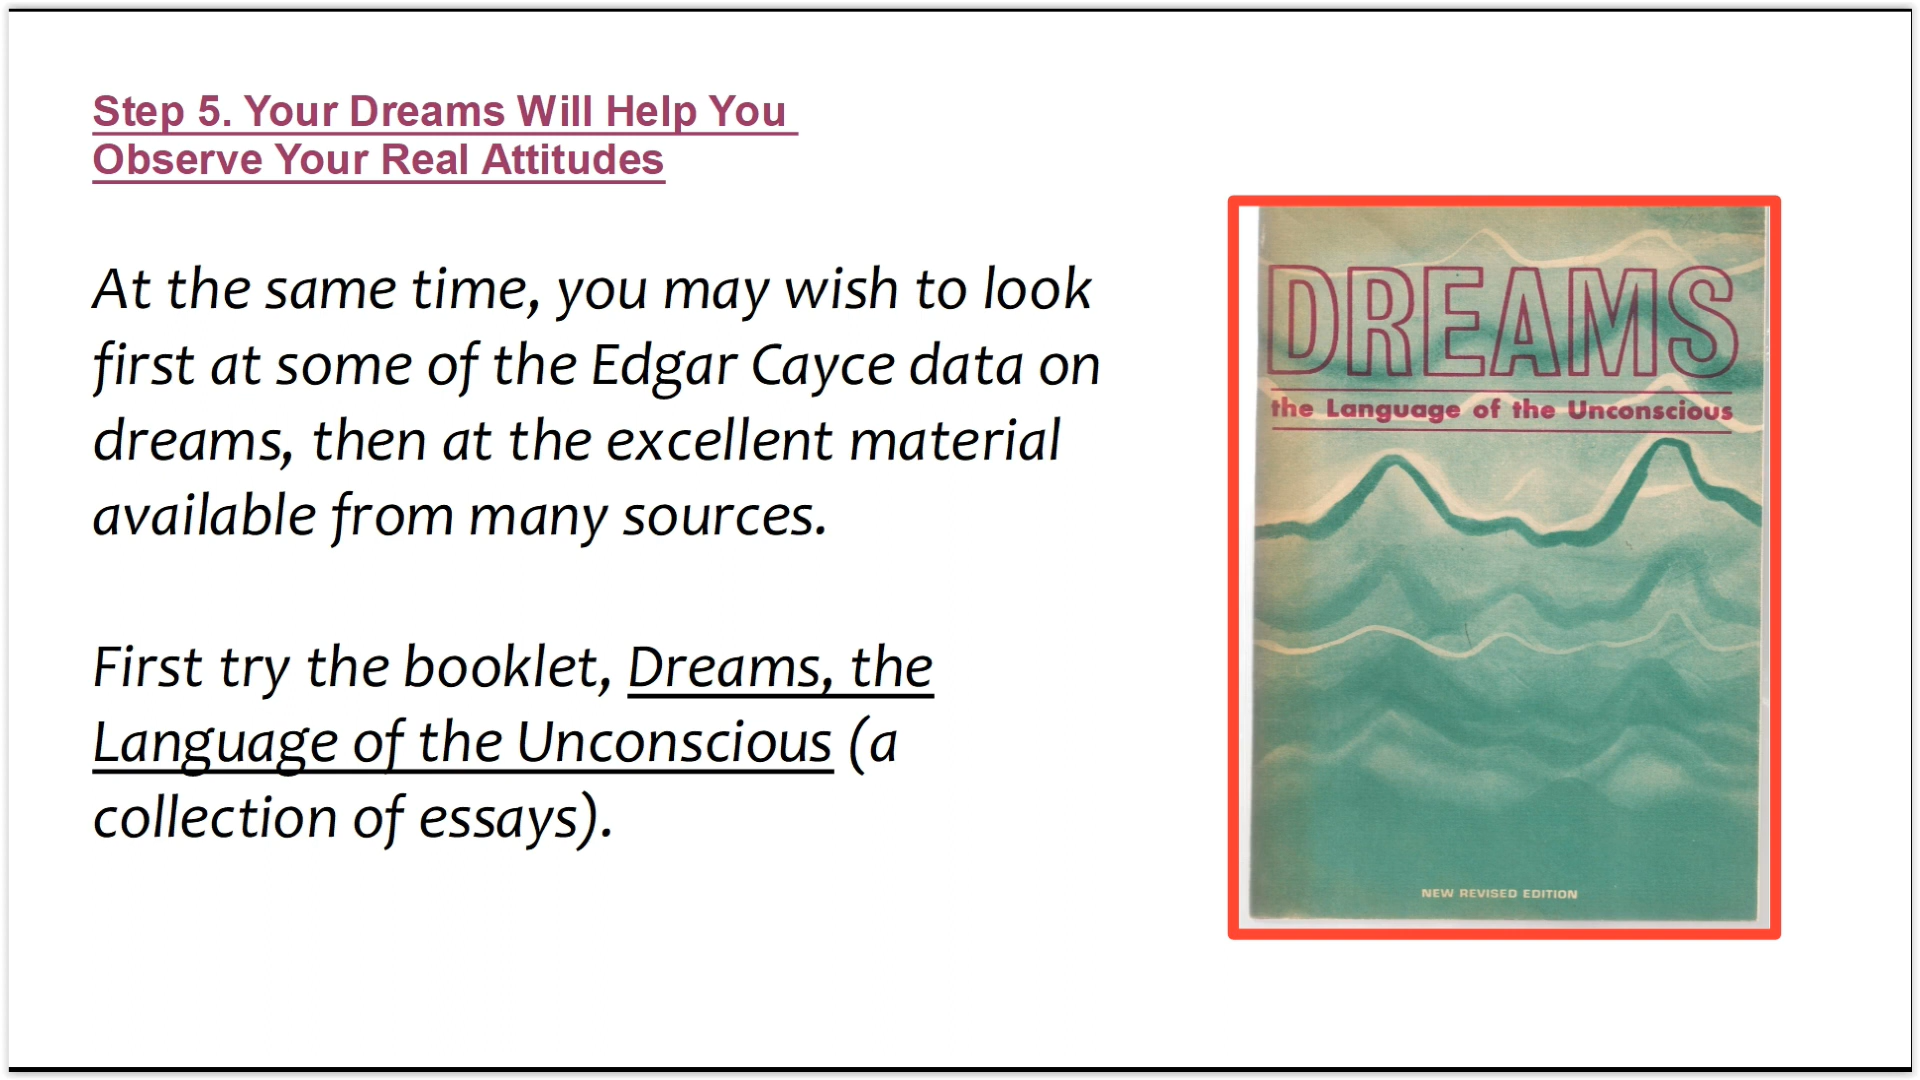 Step 5. Your Dreams Will Help You
Observe Your Real Attitudes
At the same time, you may wish to look
first at some of the Edgar Cayce data on
dreams, then at the excellent material
available from many sources.
First try the booklet, Dreams, the
Language of the Unconscious (a
collection of essays).
DREAMS
the Language of the Unconscious
NEW REVISED EDITION